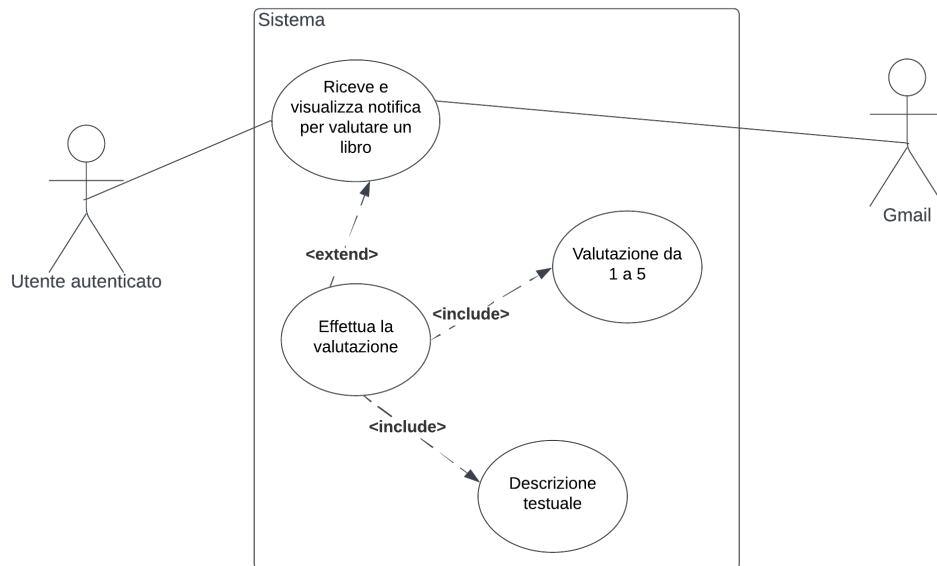 Sistema
Riceve e
visualizza notifica
per valutare un
libro
Gmail
<extend>
Valutazione da
1 a 5
Utente autenticato
<include>
Effettua la
valutazione
<include>
Descrizione
testuale